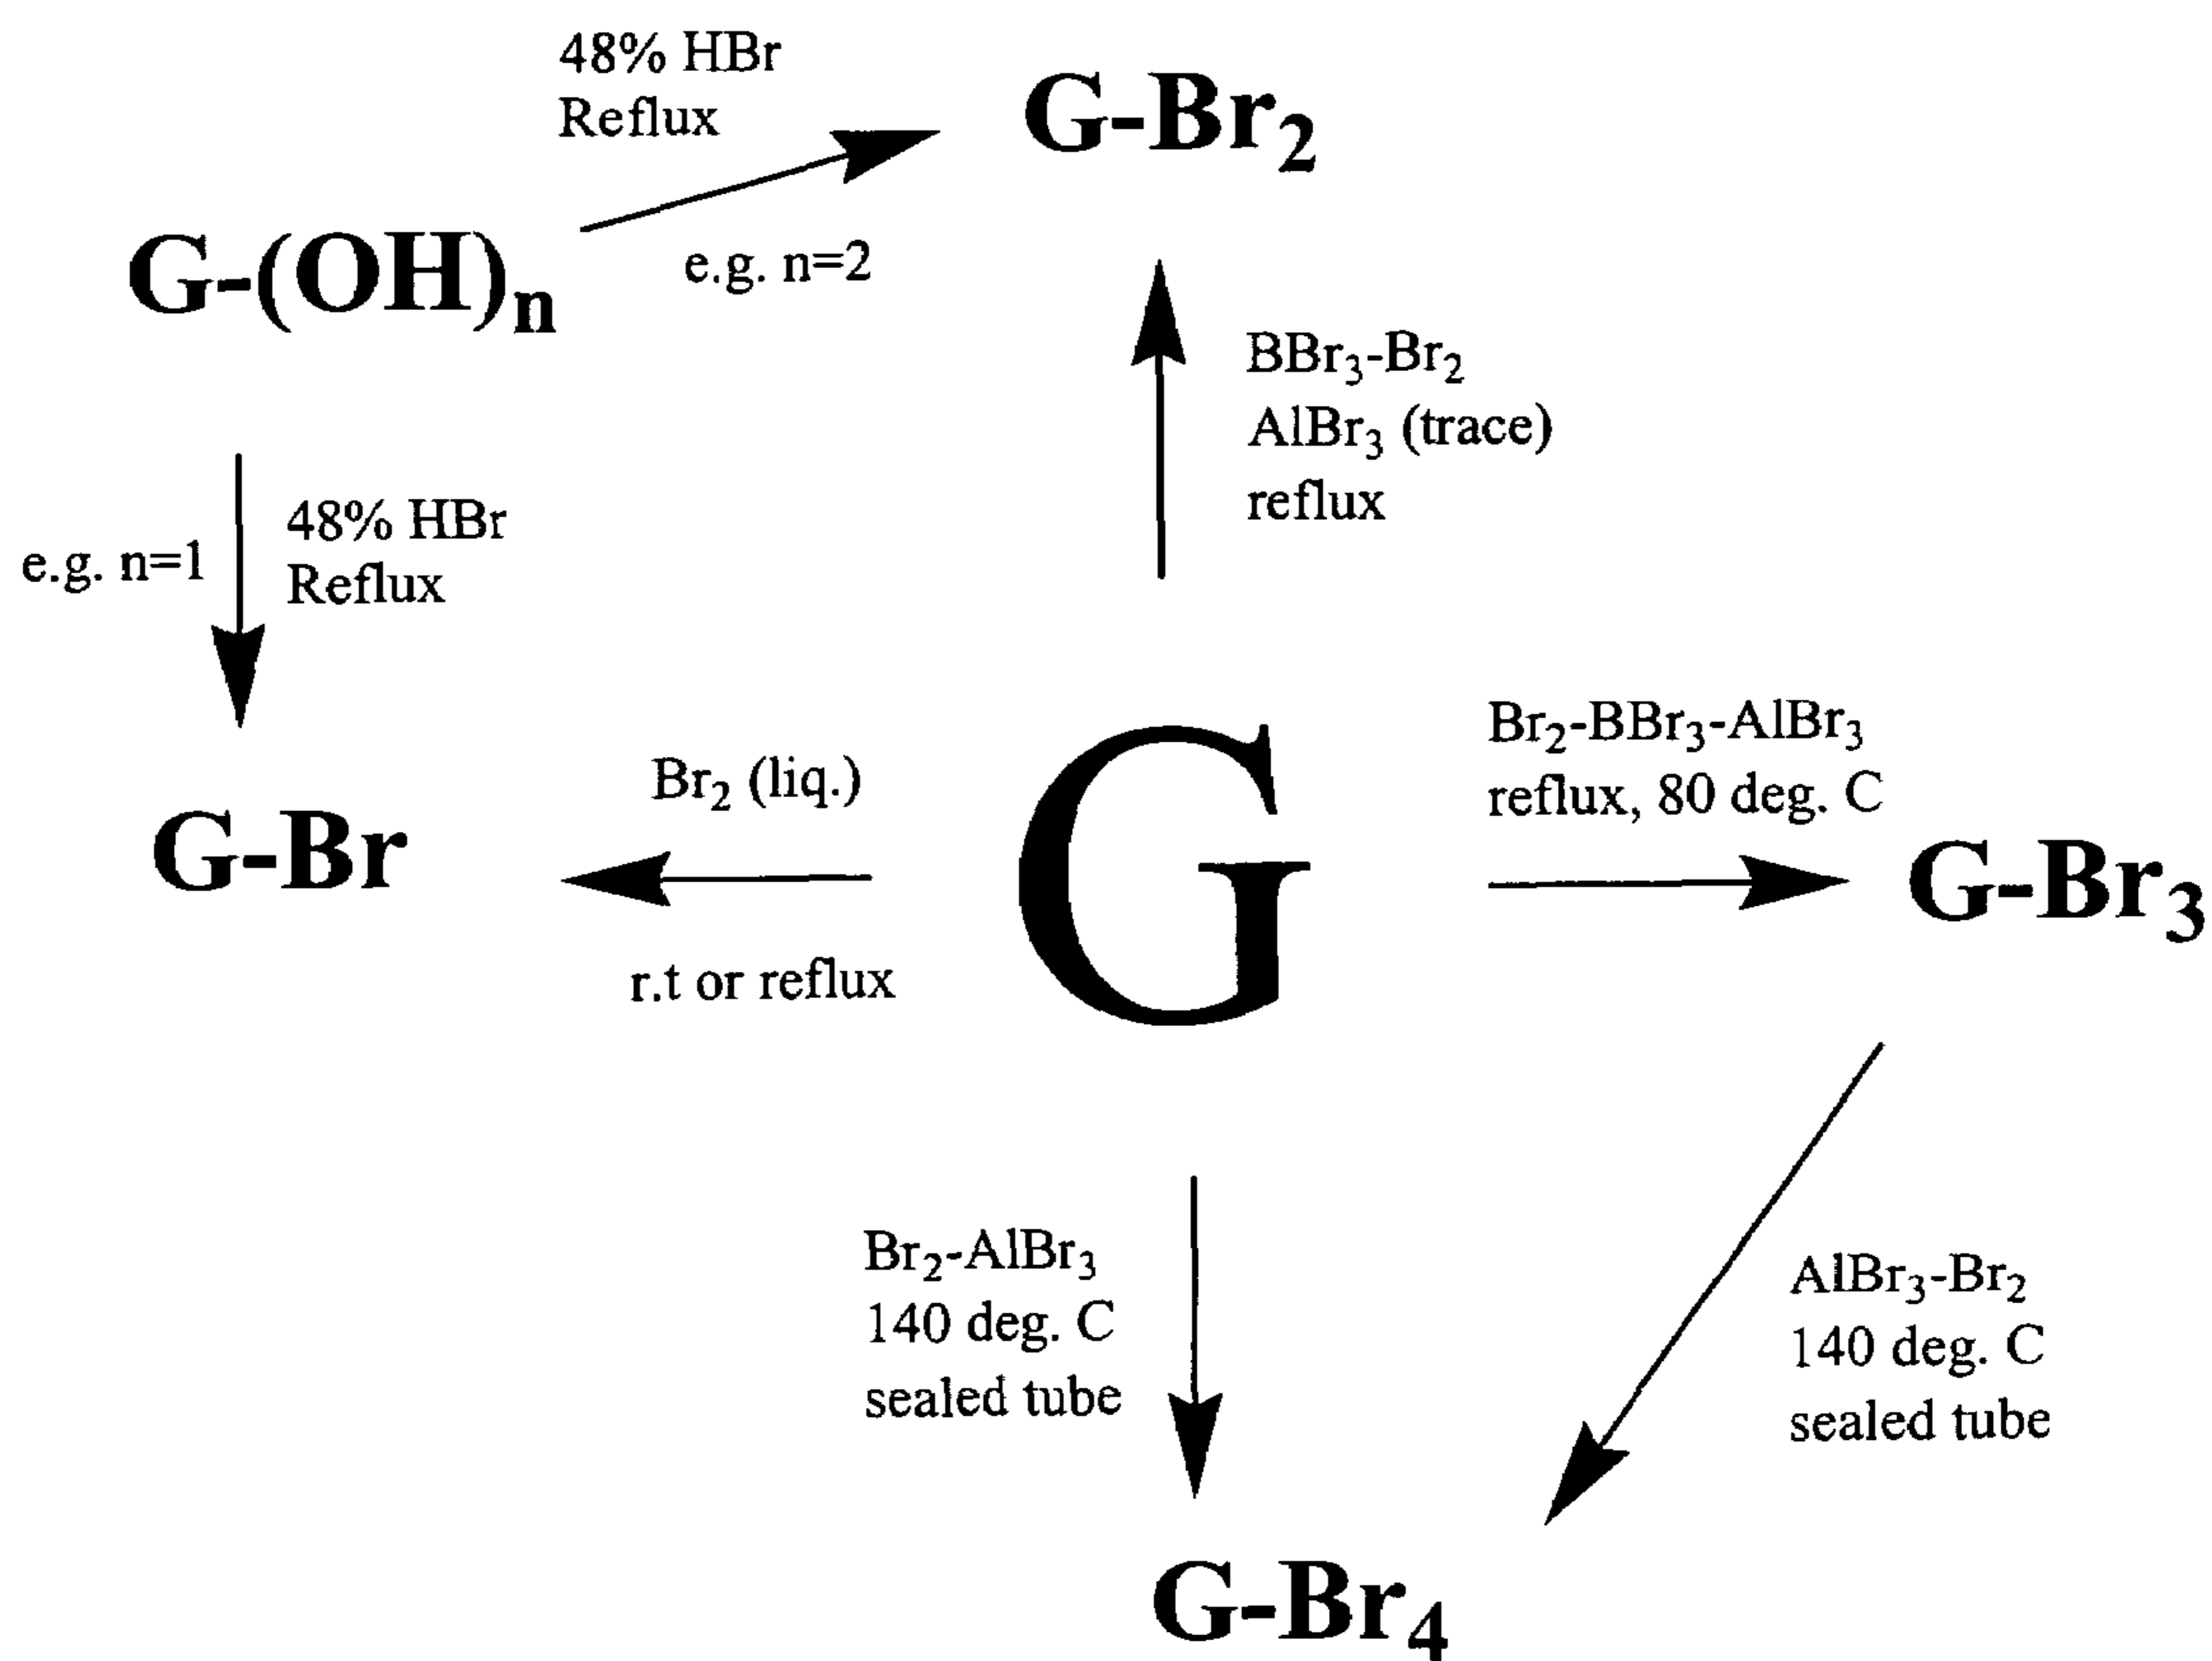 48% HBr
Reflux
G-Br2
G-(OH)n
e.g. n=2
BBr3-Br2
AlBr3 (trace)
reflux
e.g. n=1
48% HBr
Reflux
Br2-BBr3-AlBr3
reflux, 80 deg. C
Br2 (liq.)
G-Br
G
G-Br3
r.t or reflux
Br2-AlBr3
140 deg. C
sealed tube
AlBr3-Br2
140 deg. C
sealed tube
G-Br4